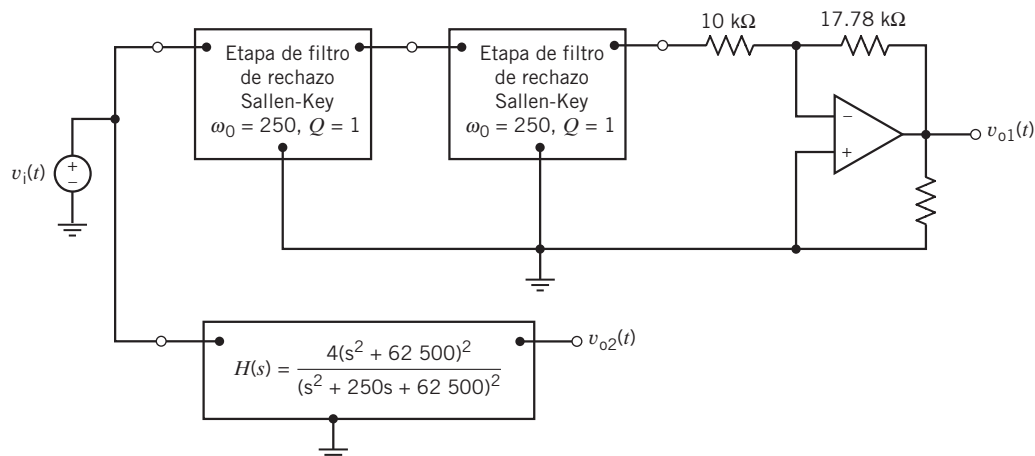 10 kΩ
17.78 kΩ
Etapa de filtro
de rechazo
Sallen-Key
ω0 = 250, Q = 1
Etapa de filtro
de rechazo
Sallen-Key
ω0 = 250, Q = 1
−
+
vo1(t)
vi(t)
+
−
vo2(t)
H(s) = 4(s² + 62 500)² / (s² + 250s + 62 500)²